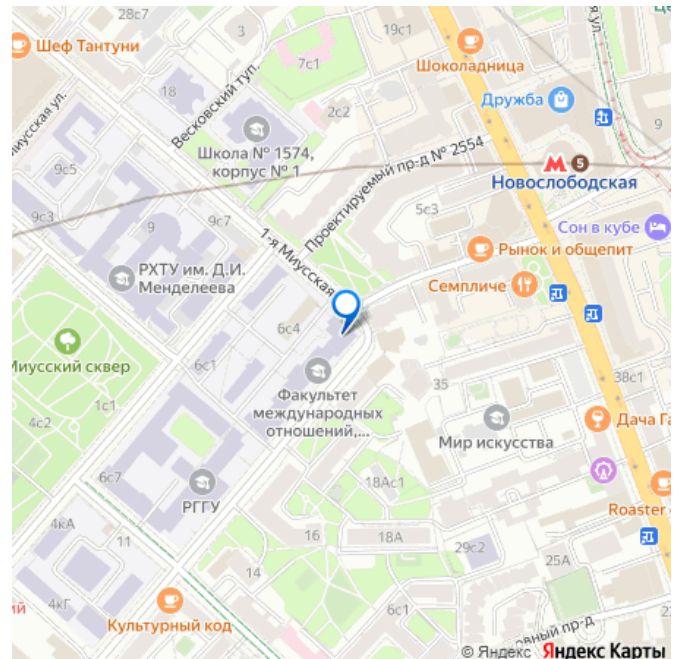 28с7
19с1
3
Шеф Тантуни
7с1
Шоколадница
18
Весковский туп.
2с2
Дружба
Миусская ул.
Школа № 1574,
корпус № 1
Проектируемый пр-д № 2554
9
9с5
5
Новослободская
9с3
9
9с7
5с3
1-я Миусская
Сон в кубе
РХТУ им. Д.И.
Менделеева
Рынок и общепит
Семпличе
6с4
Миусский сквер
6с1
1с1
35
38с1
Факультет
международных
отношений,...
4с2
Мир искусства
Дача Га
6с7
РГГУ
18Ас1
Roaster
4кА
11
16
18А
29с2
25А
14
4кГ
Культурный код
6с1
вный пр-д
© Яндекс Яндекс Карты